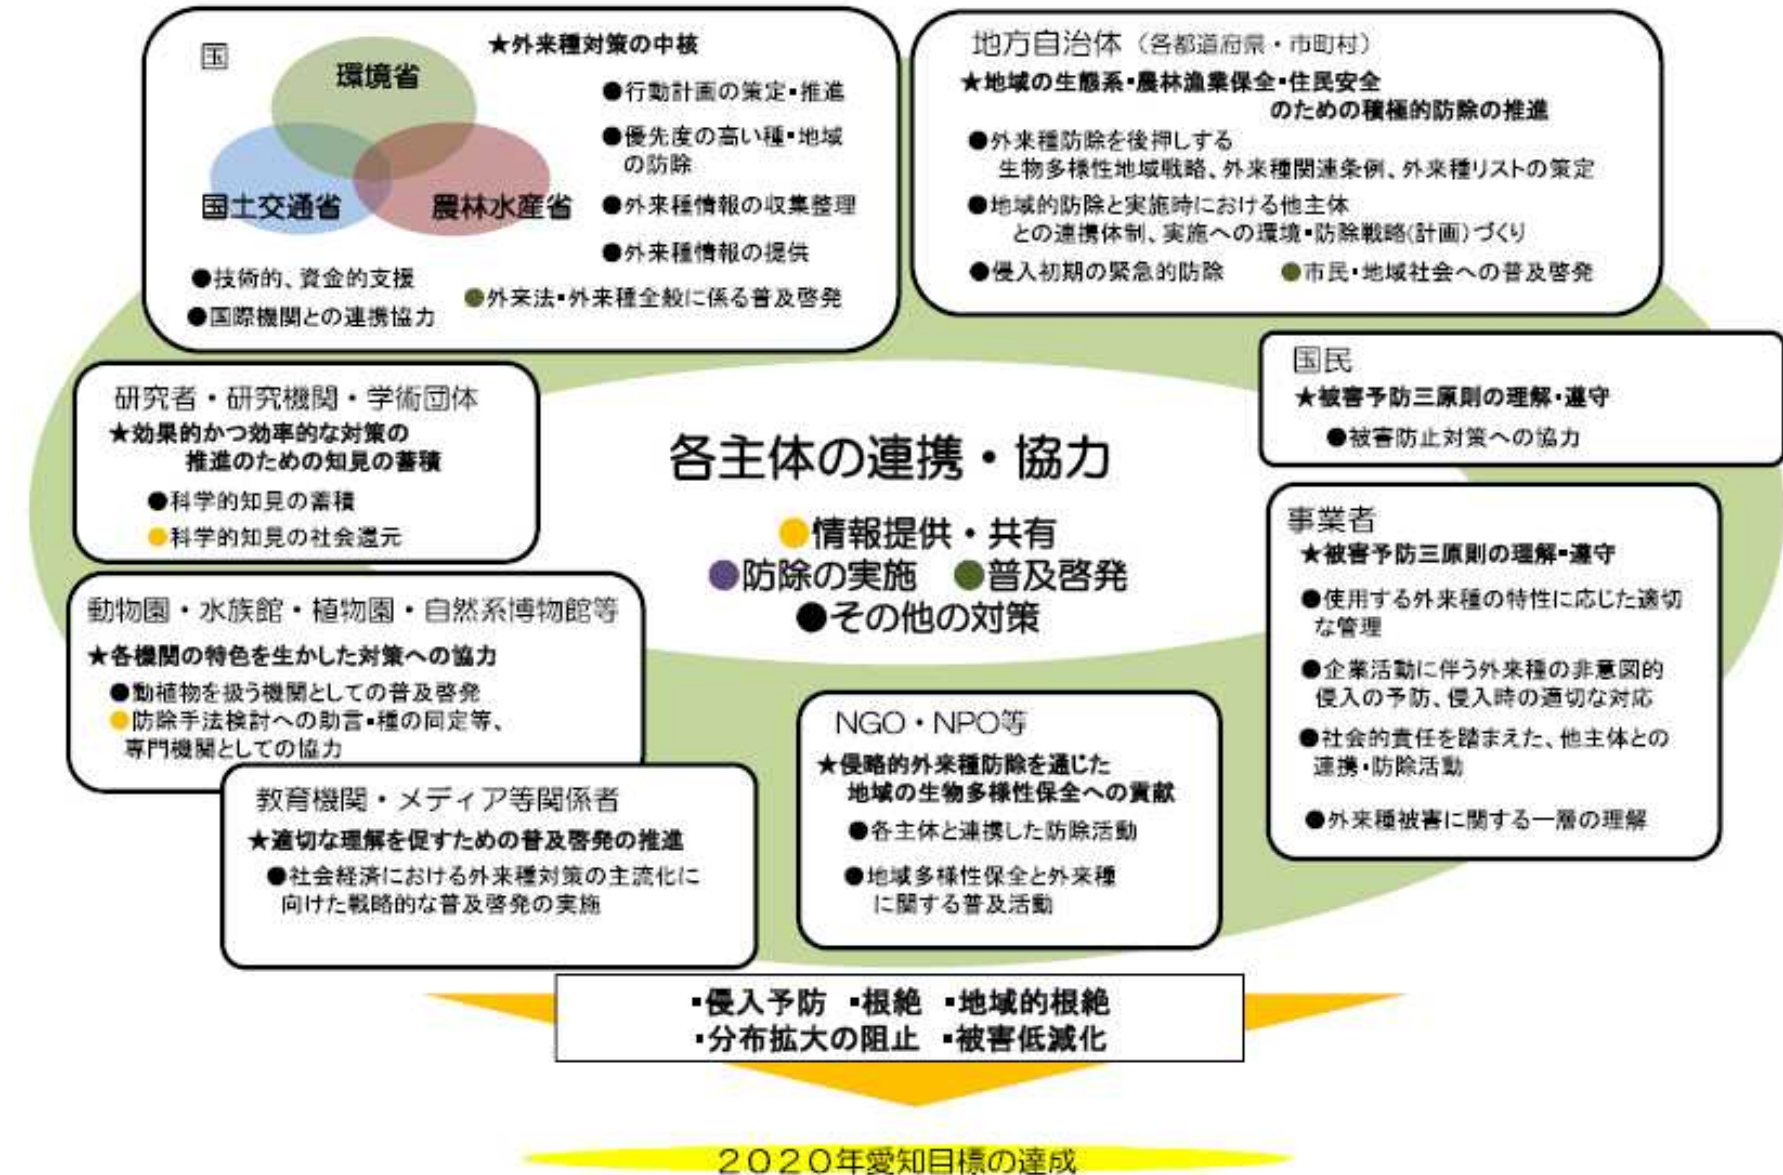 国
環境省
国土交通省
農林水産省
★外来種対策の中核
●行動計画の策定・推進
●優先度の高い種・地域
の防除
●外来種情報の収集整理
●外来種情報の提供
●技術的、資金的支援
●外来法・外来種全般に係る普及啓発
●国際機関との連携協力
地方自治体（各都道府県・市町村）
★地域の生態系・農林漁業保全・住民安全
のための積極的防除の推進
●外来種防除を後押しする
生物多様性地域戦略、外来種関連条例、外来種リストの策定
●地域的防除と実施時における他主体
との連携体制、実施への環境・防除戦略(計画)づくり
●侵入初期の緊急的防除
●市民・地域社会への普及啓発
研究者・研究機関・学術団体
★効果的かつ効率的な対策の
推進のための知見の蓄積
●科学的知見の蓄積
●科学的知見の社会還元
各主体の連携・協力
●情報提供・共有
●防除の実施 ●普及啓発
●その他の対策
国民
★被害予防三原則の理解・遵守
●被害防止対策への協力
事業者
★被害予防三原則の理解・遵守
●使用する外来種の特性に応じた適切
な管理
●企業活動に伴う外来種の非意図的
侵入の予防、侵入時の適切な対応
●社会的責任を踏まえた、他主体との
連携・防除活動
●外来種被害に関する一層の理解
動物園・水族館・植物園・自然系博物館等
★各機関の特色を生かした対策への協力
●動植物を扱う機関としての普及啓発
●防除手法検討への助言・種の同定等、
専門機関としての協力
教育機関・メディア等関係者
★適切な理解を促すための普及啓発の推進
●社会経済における外来種対策の主流化に
向けた戦略的な普及啓発の実施
NGO・NPO等
★侵略的外来種防除を通じた
地域の生物多様性保全への貢献
●各主体と連携した防除活動
●地域多様性保全と外来種
に関する普及活動
・侵入予防 ・根絶 ・地域的根絶
・分布拡大の阻止 ・被害低減化
２０２０年愛知目標の達成